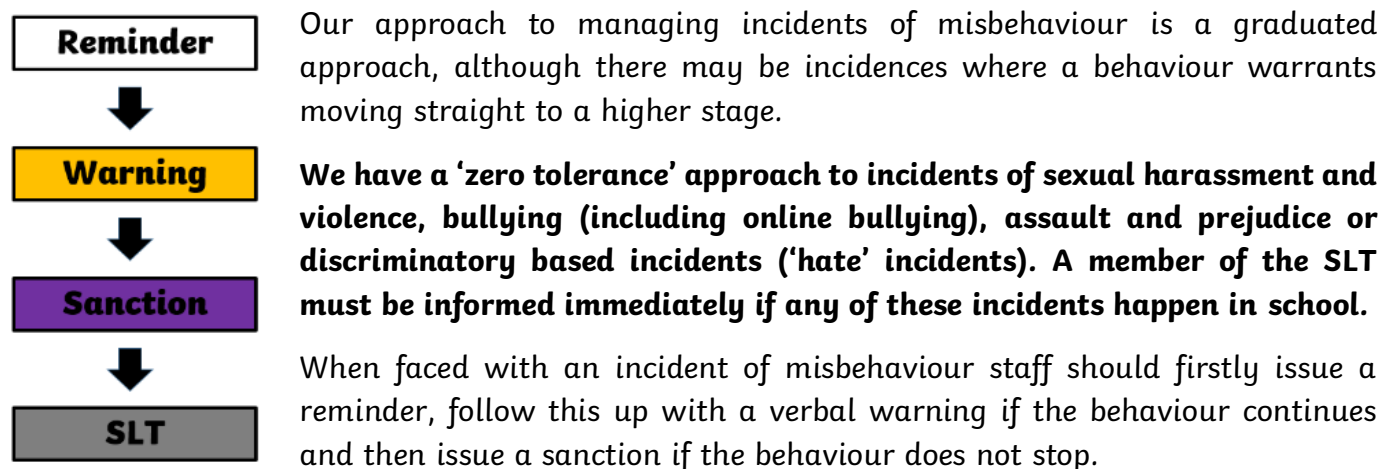 Reminder
Warning
Sanction
SLT
Our approach to managing incidents of misbehaviour is a graduated
approach, although there may be incidences where a behaviour warrants
moving straight to a higher stage.
We have a ‘zero tolerance’ approach to incidents of sexual harassment and
violence, bullying (including online bullying), assault and prejudice or
discriminatory based incidents (‘hate’ incidents). A member of the SLT
must be informed immediately if any of these incidents happen in school.
When faced with an incident of misbehaviour staff should firstly issue a
reminder, follow this up with a verbal warning if the behaviour continues
and then issue a sanction if the behaviour does not stop.